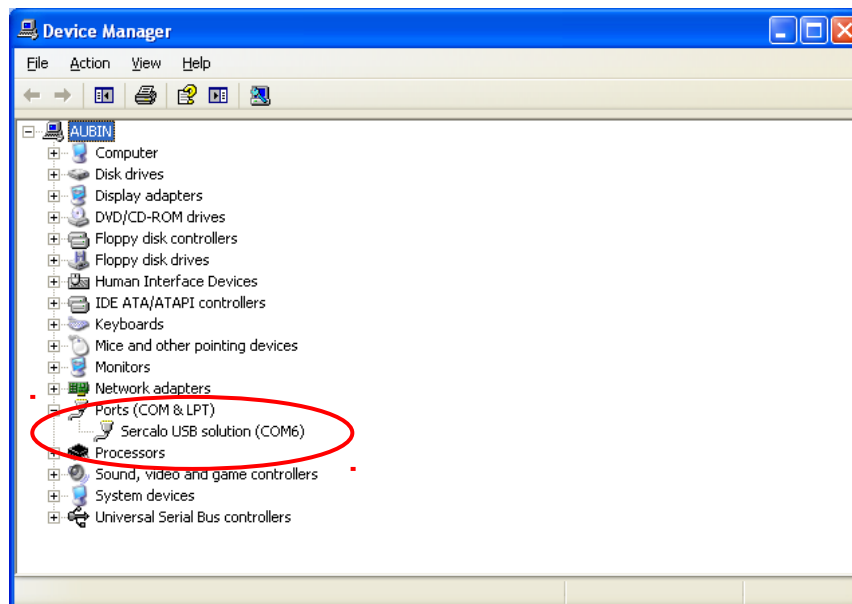 Device Manager
File Action View Help
AUBIN
Computer
Disk drives
Display adapters
DVD/CD-ROM drives
Floppy disk controllers
Floppy disk drives
Human Interface Devices
IDE ATA/ATAPI controllers
Keyboards
Mice and other pointing devices
Monitors
Network adapters
Ports (COM & LPT)
Sercalo USB solution (COM6)
Processors
Sound, video and game controllers
System devices
Universal Serial Bus controllers